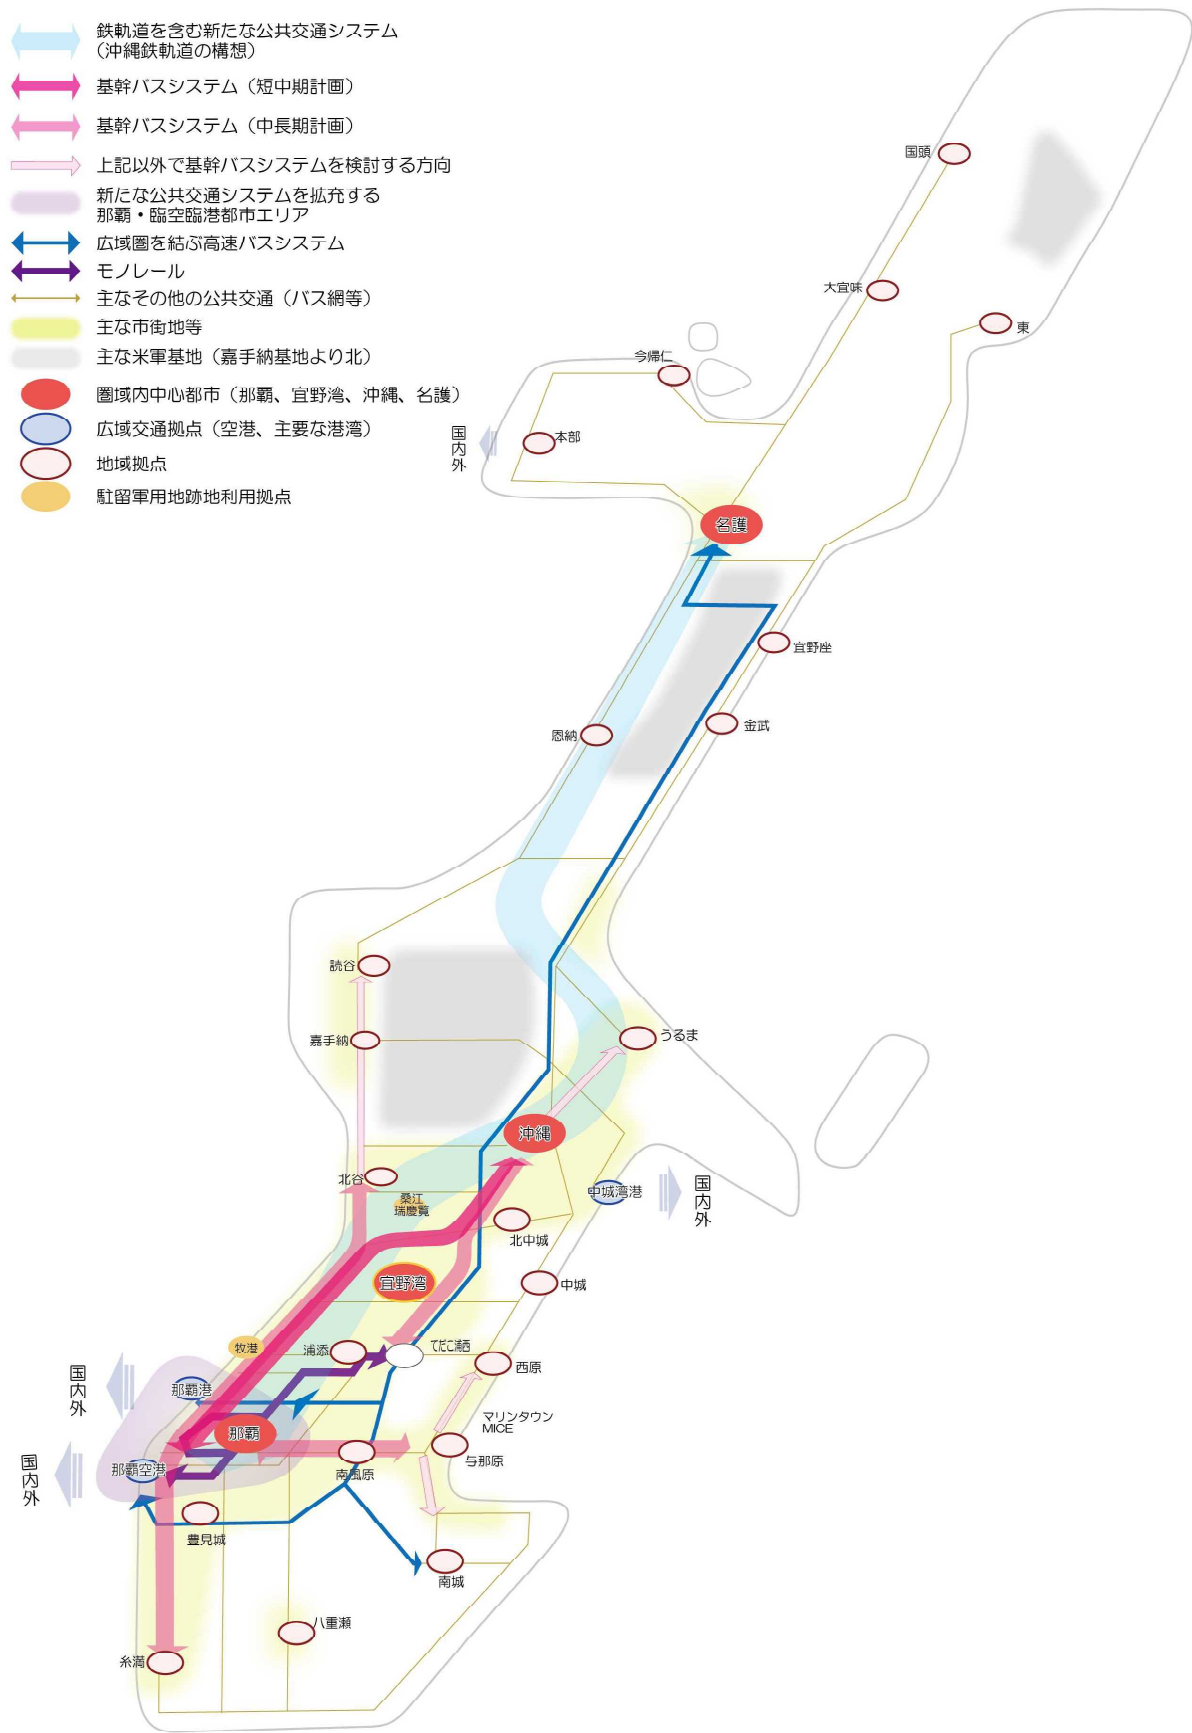 鉄軌道を含む新たな公共交通システム
（沖縄鉄軌道の構想）
基幹バスシステム（短中期計画）
基幹バスシステム（中長期計画）
上記以外で基幹バスシステムを検討する方向
新たな公共交通システムを拡充する
那覇・臨空臨港都市エリア
広域圏を結ぶ高速バスシステム
モノレール
主なその他の公共交通（バス網等）
主な市街地等
主な米軍基地（嘉手納基地より北）
圏域内中心都市（那覇、宜野湾、沖縄、名護）
広域交通拠点（空港、主要な港湾）
地域拠点
駐留軍用地跡地利用拠点
国頭
大宜味
東
今帰仁
本部
国内外
名護
宜野座
金武
恩納
読谷
嘉手納
うるま
沖縄
北谷
桑江
瑞慶覧
中城湾港
国内外
北中城
宜野湾
中城
牧港
浦添
てだこ浦西
西原
国内外
那覇港
マリンタウン
MICE
那覇
与那原
国内外
那覇空港
南風原
豊見城
南城
八重瀬
糸満